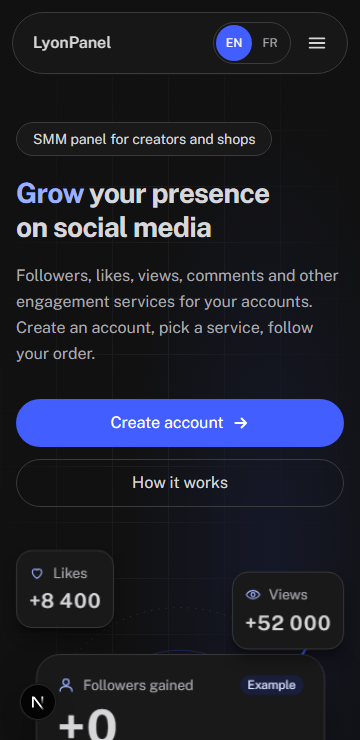 LyonPanel
EN FR
SMM panel for creators and shops
Grow your presence
on social media
Followers, likes, views, comments and other
engagement services for your accounts.
Create an account, pick a service, follow
your order.
Create account →
How it works
Likes
+8 400
Views
+52 000
Followers gained
Example
N
+0